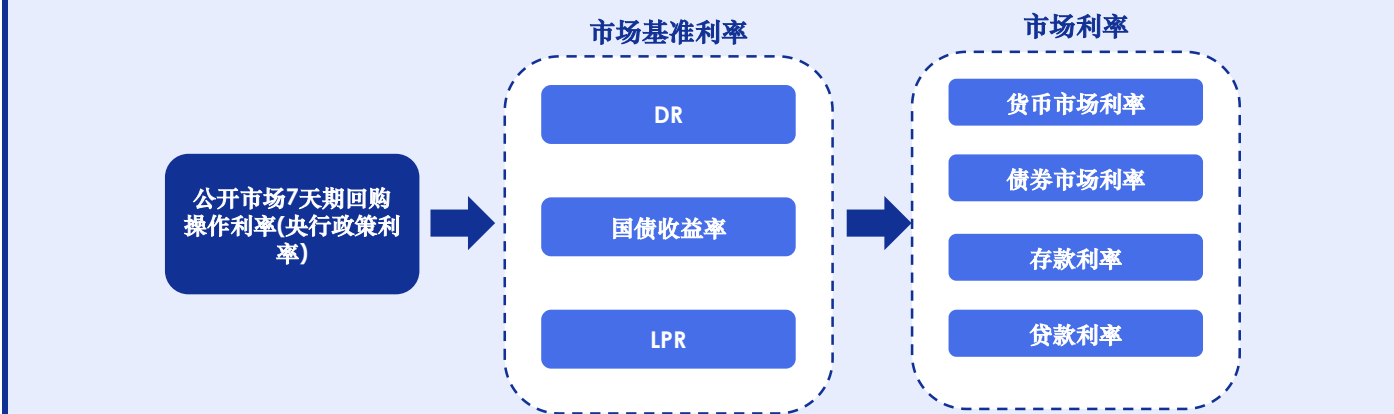 市场基准利率
市场利率
公开市场7天期回购
操作利率(央行政策利
率)
DR
国债收益率
LPR
货币市场利率
债券市场利率
存款利率
贷款利率